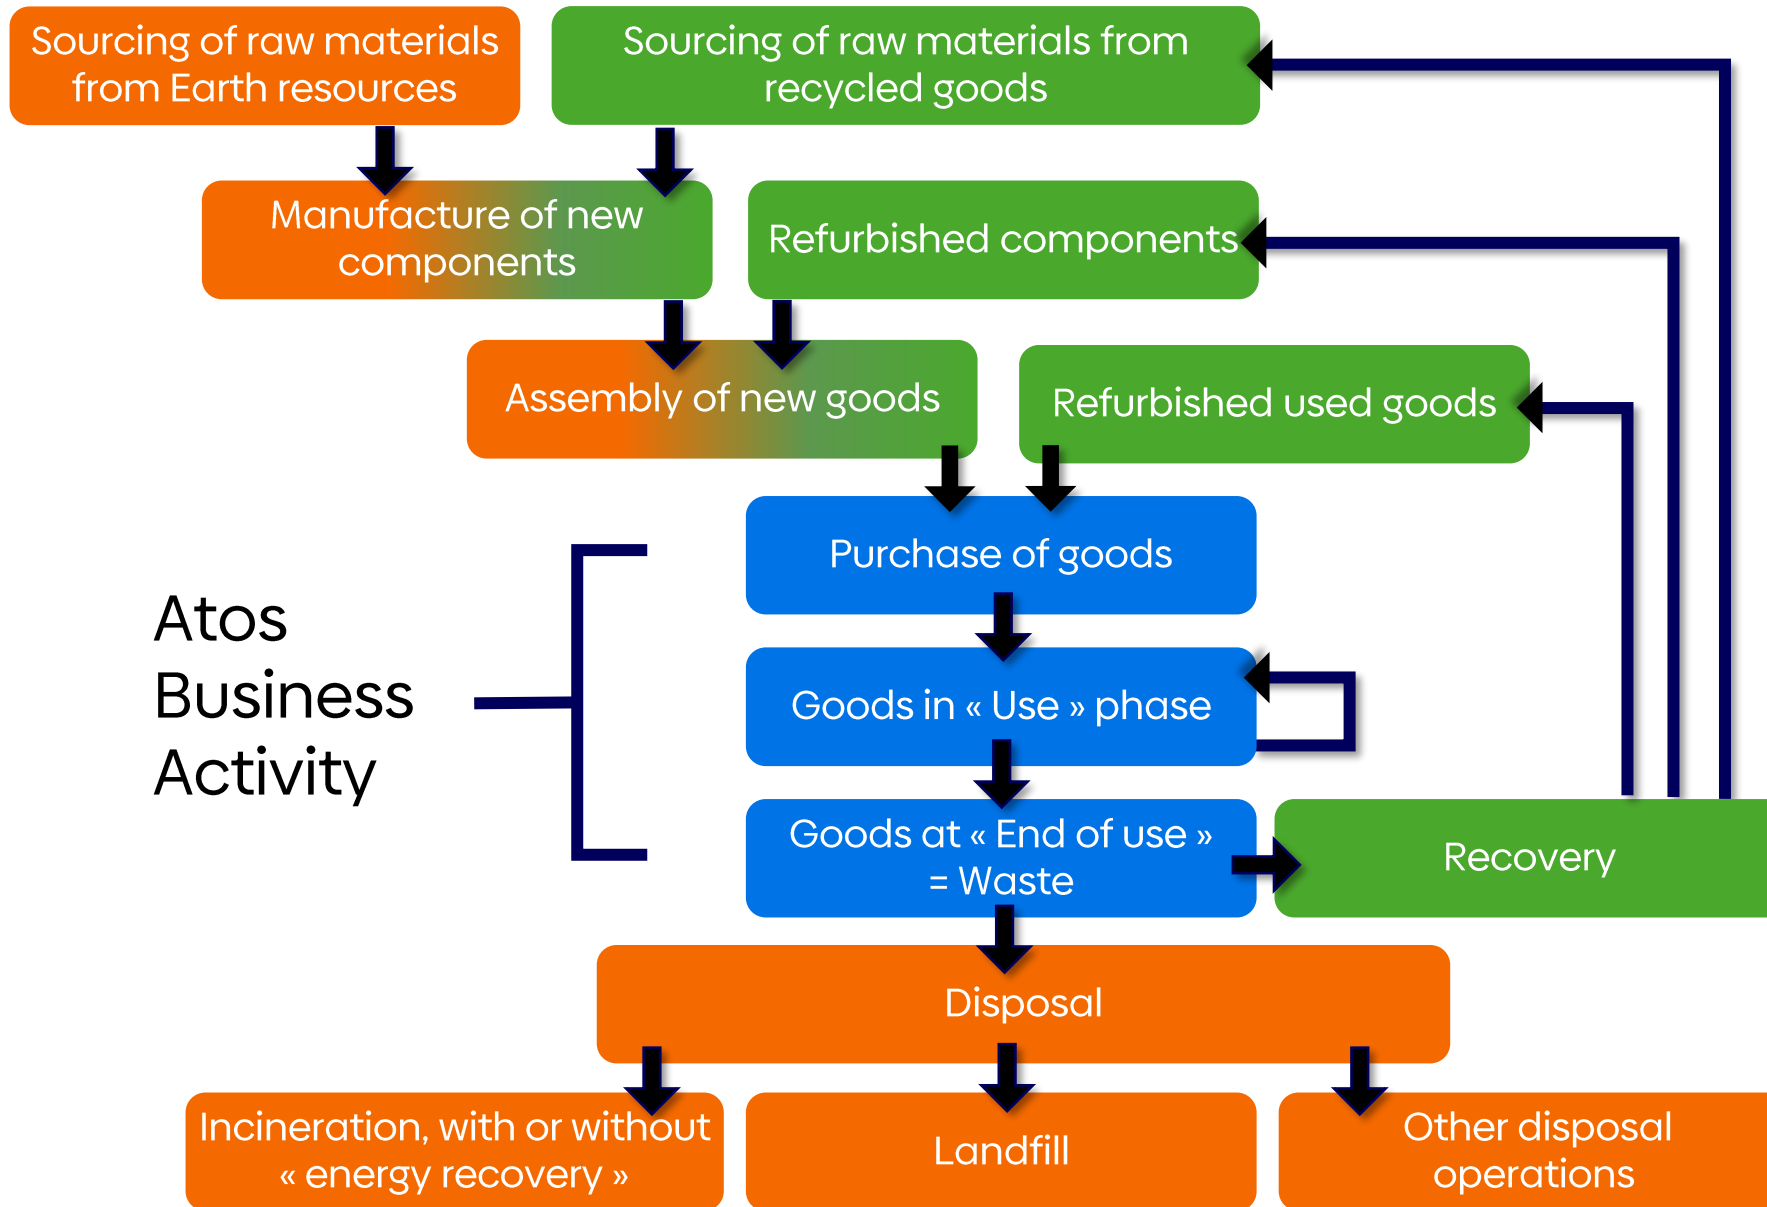 Sourcing of raw materials
from Earth resources
Sourcing of raw materials from
recycled goods
Manufacture of new
components
Refurbished components
Assembly of new goods
Refurbished used goods
Purchase of goods
Atos
Business
Activity
Goods in « Use » phase
Goods at « End of use »
= Waste
Recovery
Disposal
Incineration, with or without
« energy recovery »
Landfill
Other disposal
operations